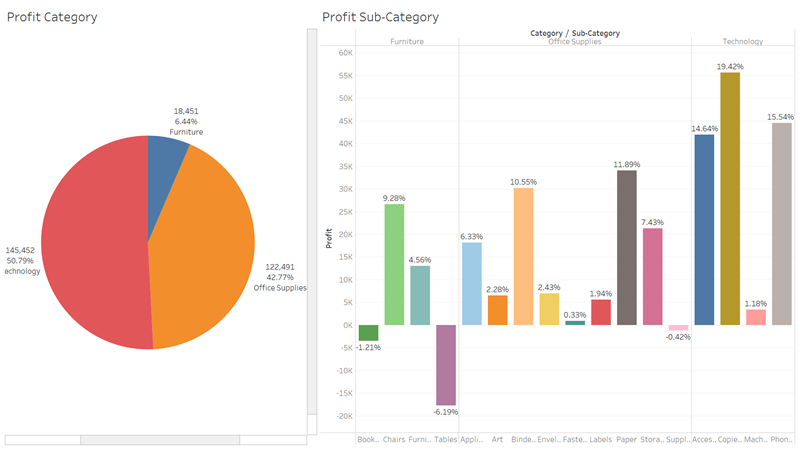 Profit Category
18,451
6.44%
Furniture
145,452
50.79%
echnology
122,491
42.77%
Office Supplies
Profit Sub-Category
Category / Sub-Category
Furniture
Office Supplies
Technology
Profit
60K
55K
50K
45K
40K
35K
30K
25K
20K
15K
10K
5K
0K
-5K
-10K
-15K
-20K
-1.21%
9.28%
4.56%
-6.19%
6.33%
2.28%
10.55%
2.43%
0.33%
1.94%
11.89%
7.43%
-0.42%
14.64%
19.42%
1.18%
15.54%
Book..
Chairs
Furni..
Tables
Appli..
Art
Binde..
Envel..
Faste..
Labels
Paper
Stora..
Suppl..
Acces..
Copie..
Mach..
Phon..